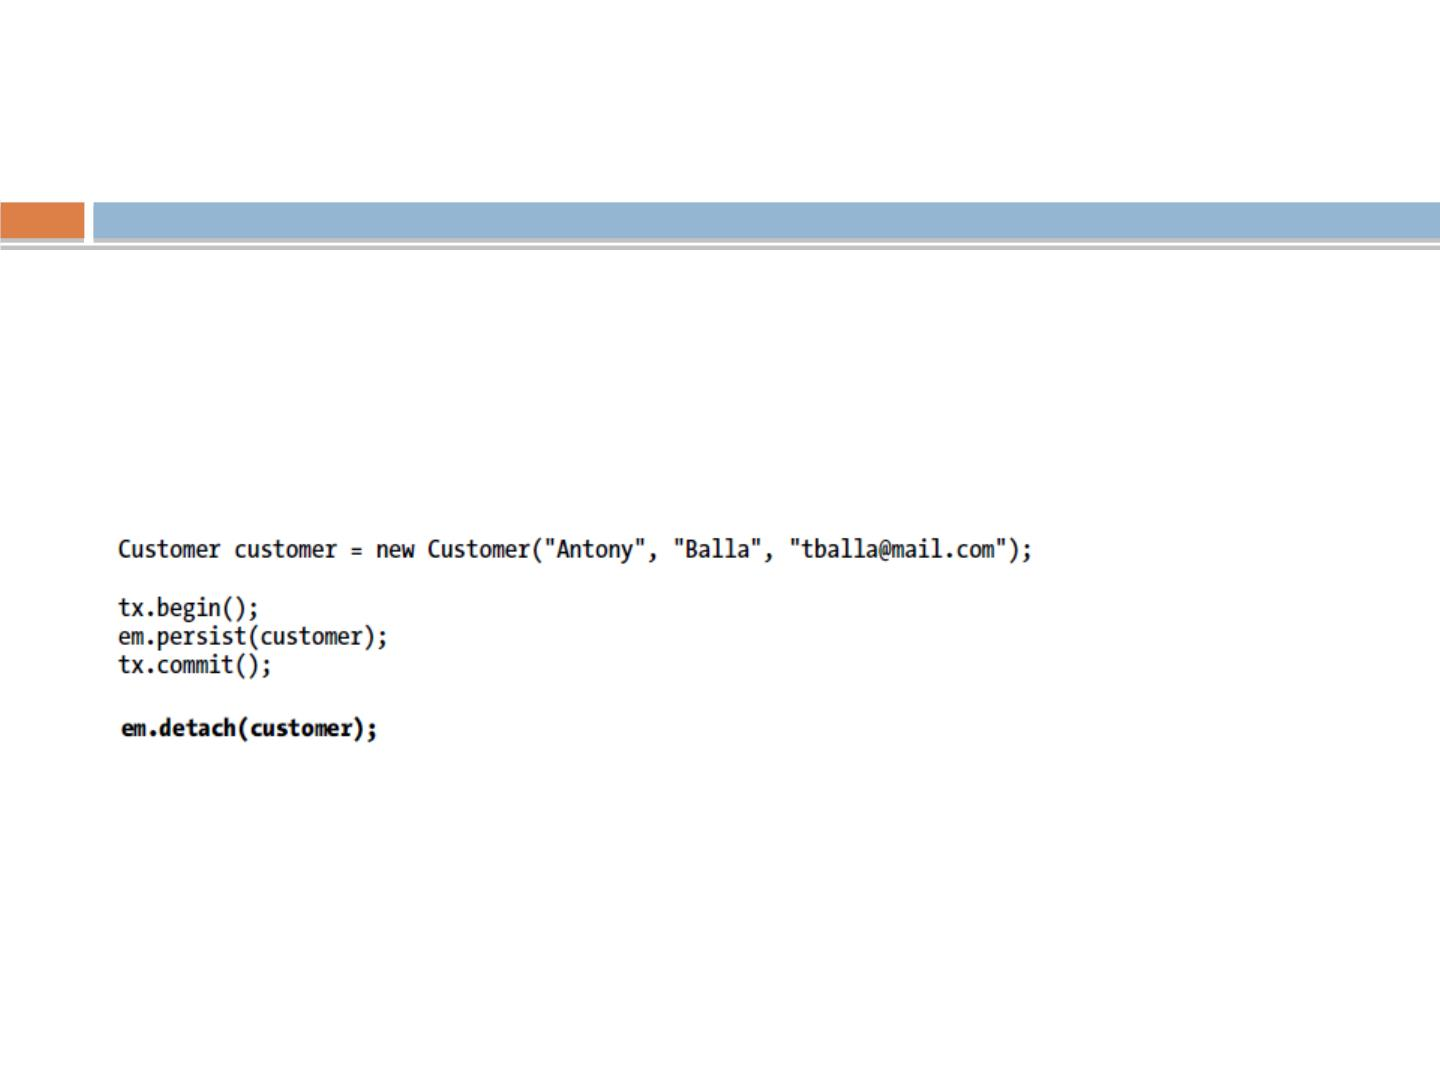 Customer customer = new Customer("Antony", "Balla", "tballa@mail.com");
tx.begin();
em.persist(customer);
tx.commit();
em.detach(customer);